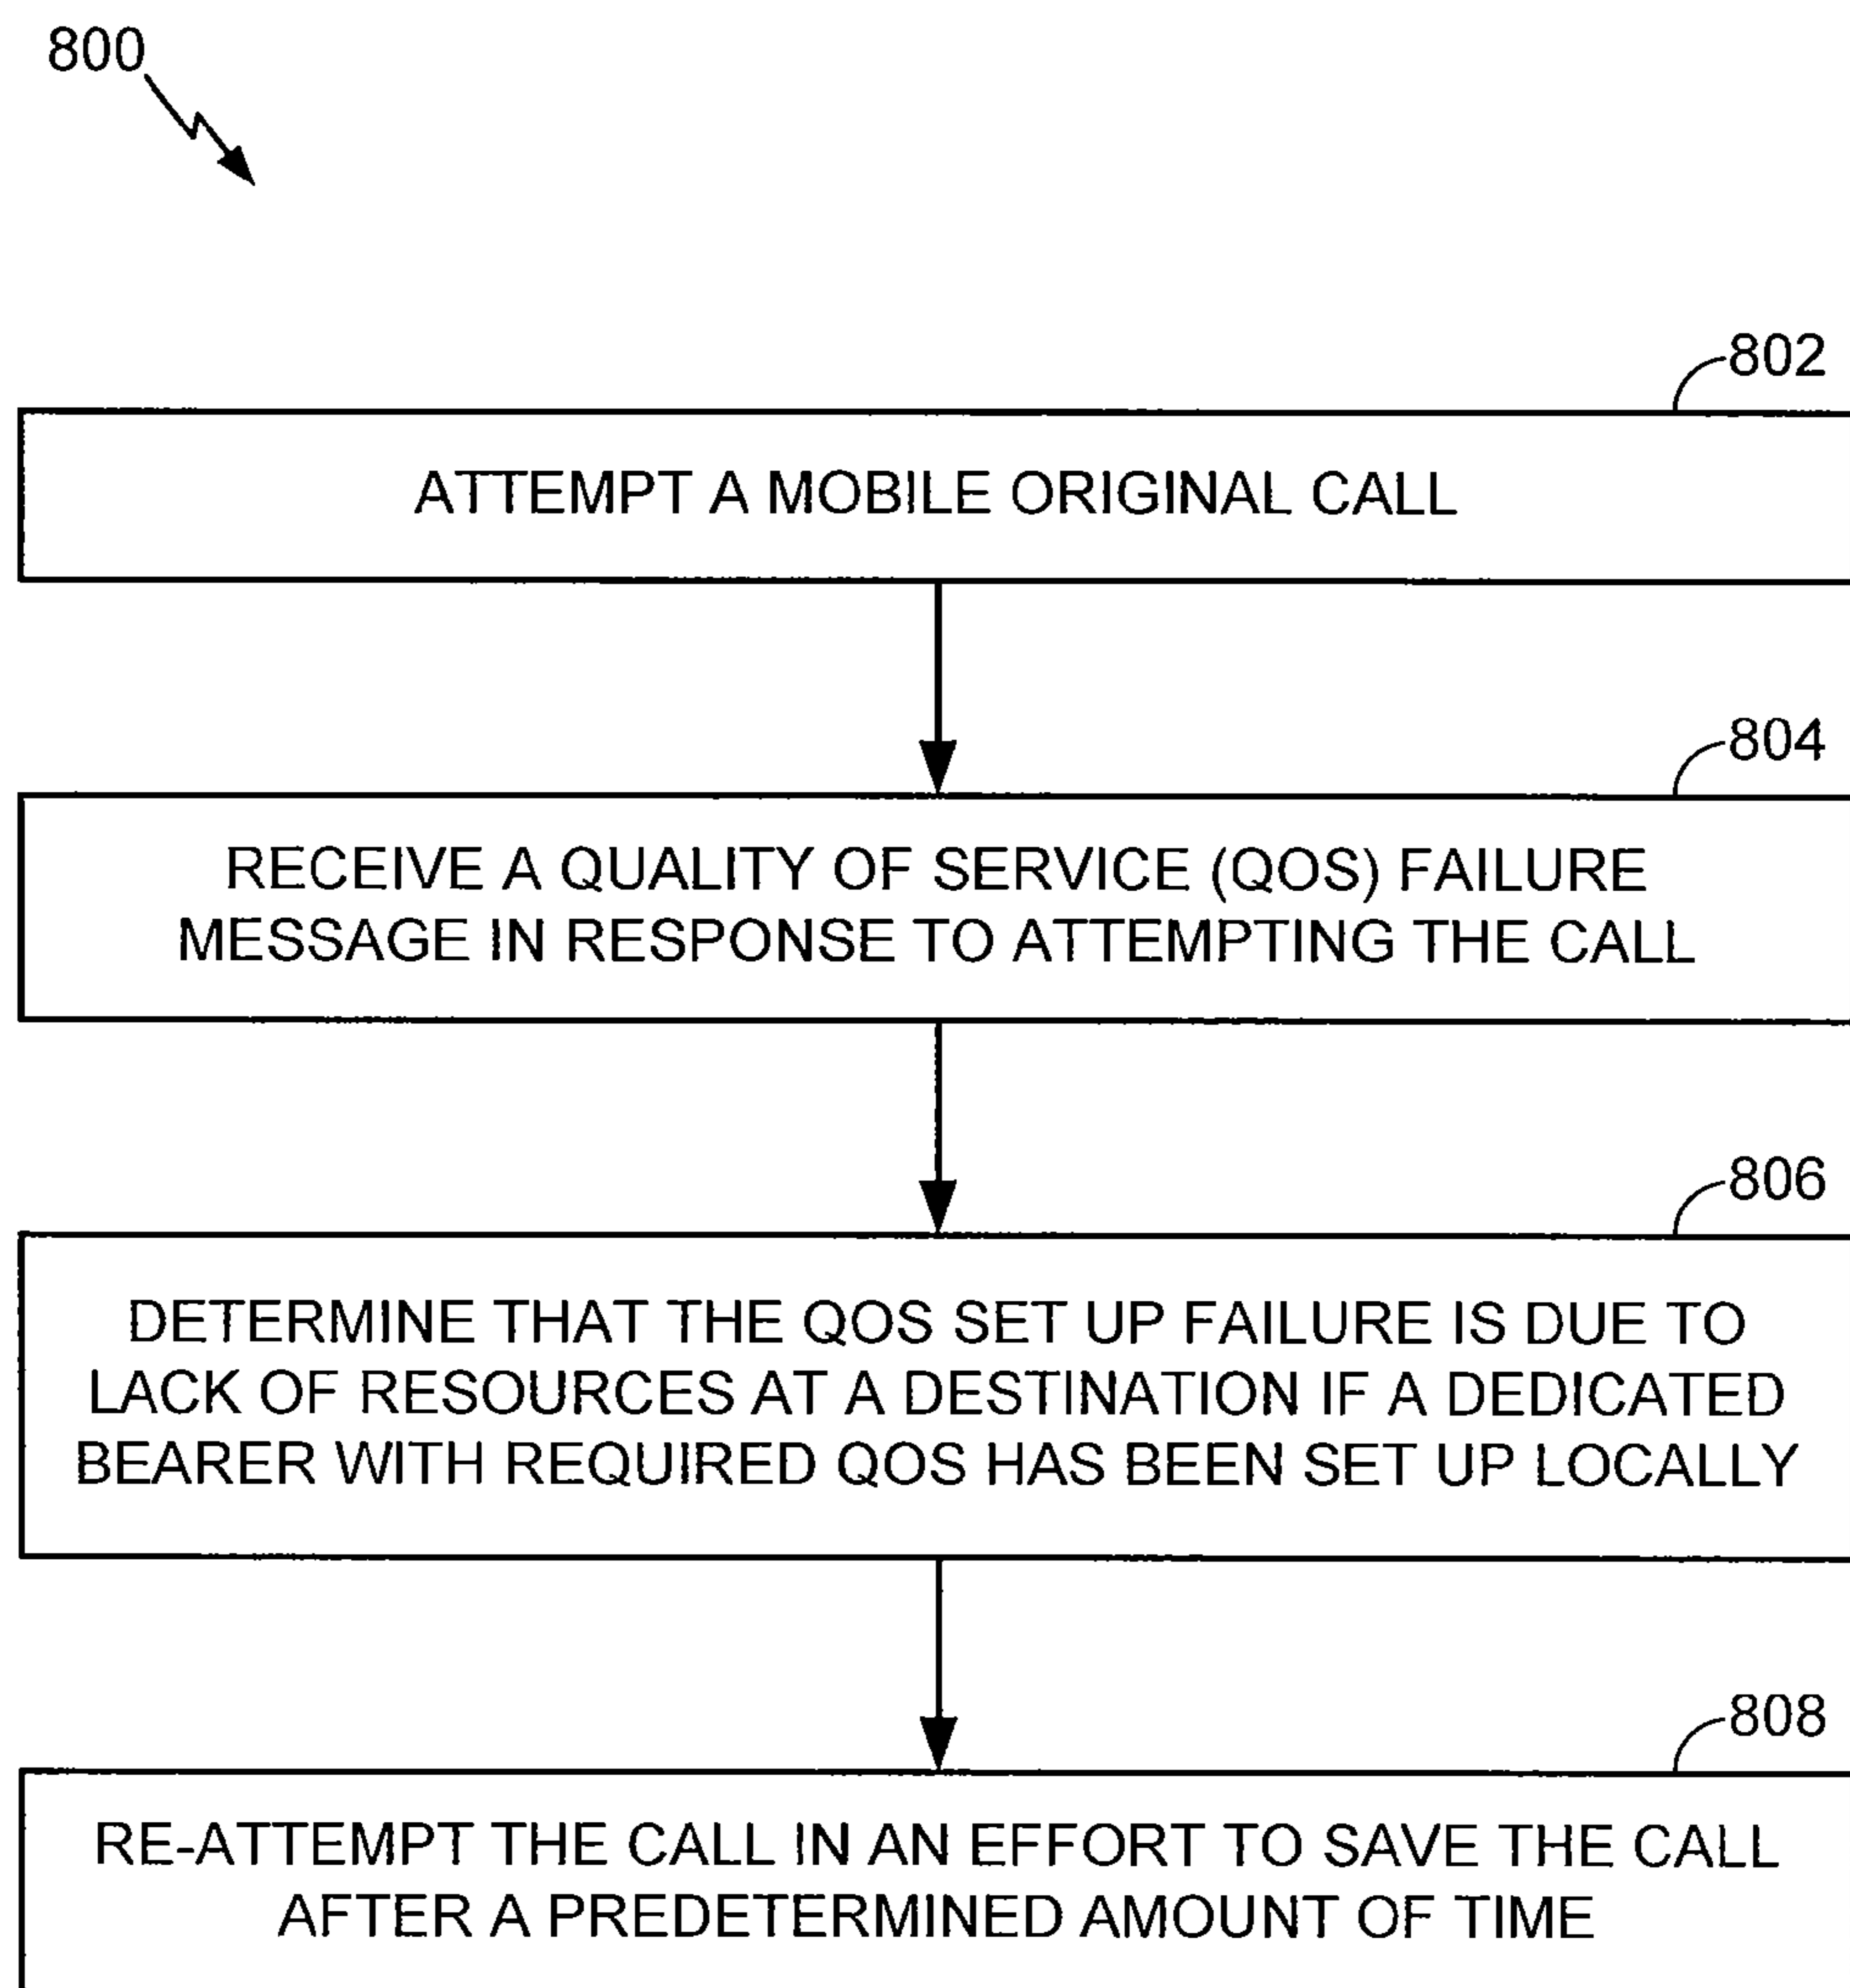 800
802
ATTEMPT A MOBILE ORIGINAL CALL
804
RECEIVE A QUALITY OF SERVICE (QOS) FAILURE
MESSAGE IN RESPONSE TO ATTEMPTING THE CALL
806
DETERMINE THAT THE QOS SET UP FAILURE IS DUE TO
LACK OF RESOURCES AT A DESTINATION IF A DEDICATED
BEARER WITH REQUIRED QOS HAS BEEN SET UP LOCALLY
808
RE-ATTEMPT THE CALL IN AN EFFORT TO SAVE THE CALL
AFTER A PREDETERMINED AMOUNT OF TIME